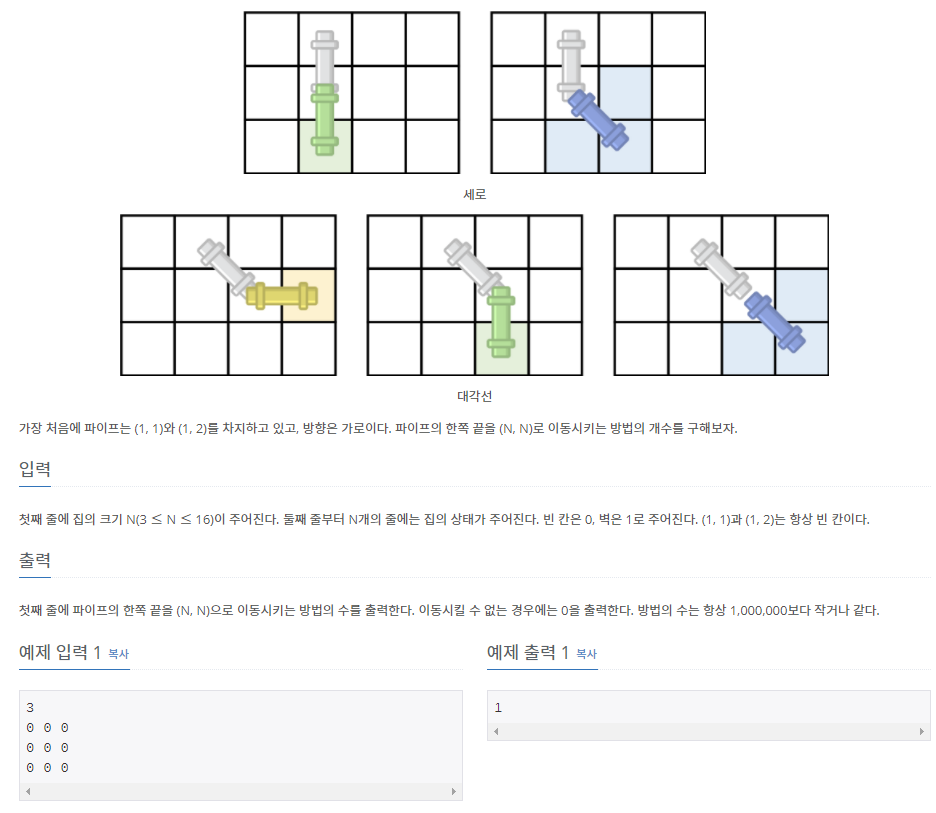 세로
대각선
가장 처음에 파이프는 (1, 1)와 (1, 2)를 차지하고 있고, 방향은 가로이다. 파이프의 한쪽 끝을 (N, N)로 이동시키는 방법의 개수를 구해보자.
입력
첫째 줄에 집의 크기 N(3 ≤ N ≤ 16)이 주어진다. 둘째 줄부터 N개의 줄에는 집의 상태가 주어진다. 빈 칸은 0, 벽은 1로 주어진다. (1, 1)과 (1, 2)는 항상 빈 칸이다.
출력
첫째 줄에 파이프의 한쪽 끝을 (N, N)으로 이동시키는 방법의 수를 출력한다. 이동시킬 수 없는 경우에는 0을 출력한다. 방법의 수는 항상 1,000,000보다 작거나 같다.
예제 입력 1 복사
3
0 0 0
0 0 0
0 0 0
예제 출력 1 복사
1